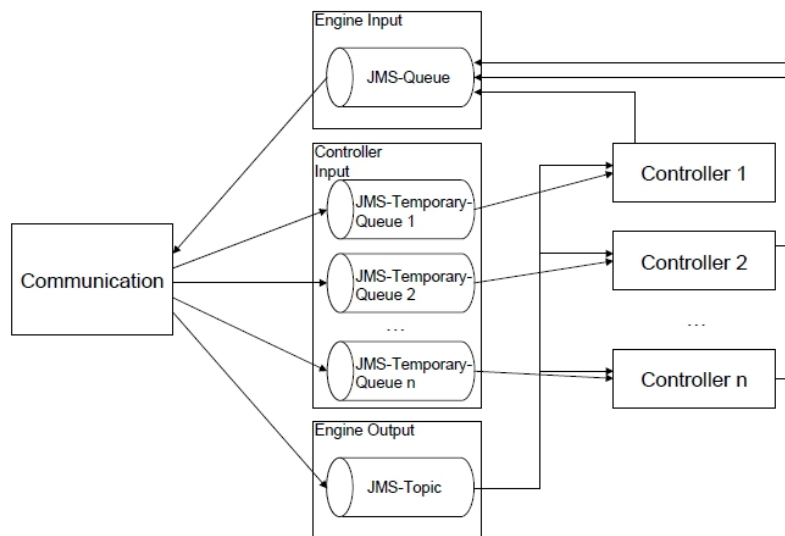 Engine Input
JMS-Queue
Controller
Input
JMS-Temporary-
Queue 1
JMS-Temporary-
Queue 2
...
JMS-Temporary-
Queue n
Engine Output
JMS-Topic
Communication
Controller 1
Controller 2
...
Controller n